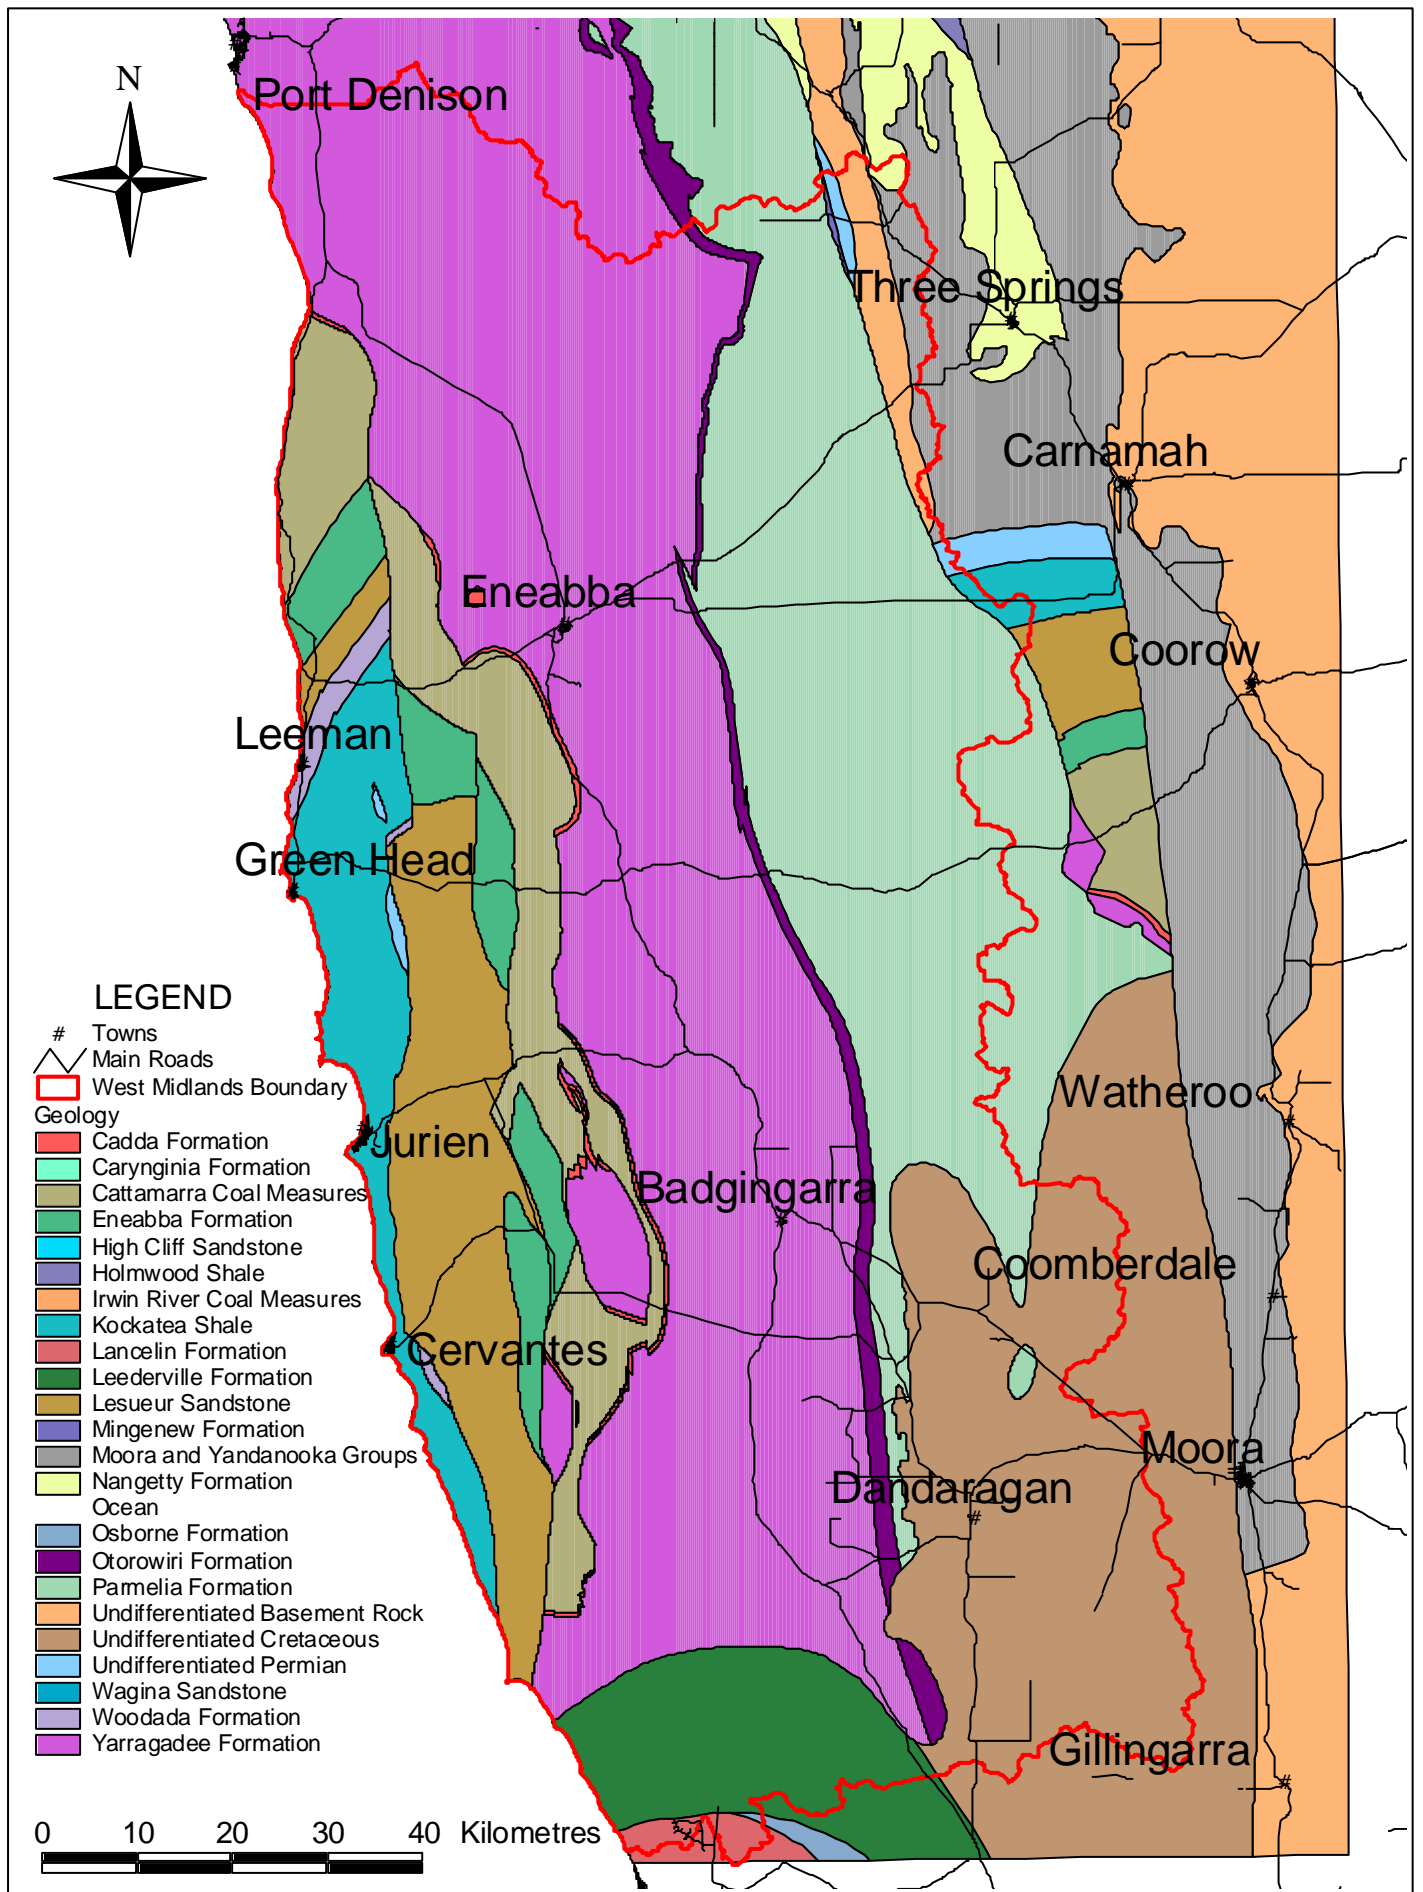 N
Port Denison
Three Springs
Carnamah
Eneabba
Coorow
Leeman
Green Head
LEGEND
# Towns
Main Roads
West Midlands Boundary
Geology
Cadda Formation
Carynginia Formation
Cattamarra Coal Measures
Eneabba Formation
High Cliff Sandstone
Holmwood Shale
Irwin River Coal Measures
Kockatea Shale
Lancelin Formation
Leederville Formation
Lesueur Sandstone
Mingenew Formation
Moora and Yandanooka Groups
Nangetty Formation
Ocean
Osborne Formation
Otorowiri Formation
Parmelia Formation
Undifferentiated Basement Rock
Undifferentiated Cretaceous
Undifferentiated Permian
Wagina Sandstone
Woodada Formation
Yarragadee Formation
Watheroo
Jurien
Badgingarra
Coomberdale
Cervantes
Moora
Dandaragan
Gillingarra
0 10 20 30 40 Kilometres